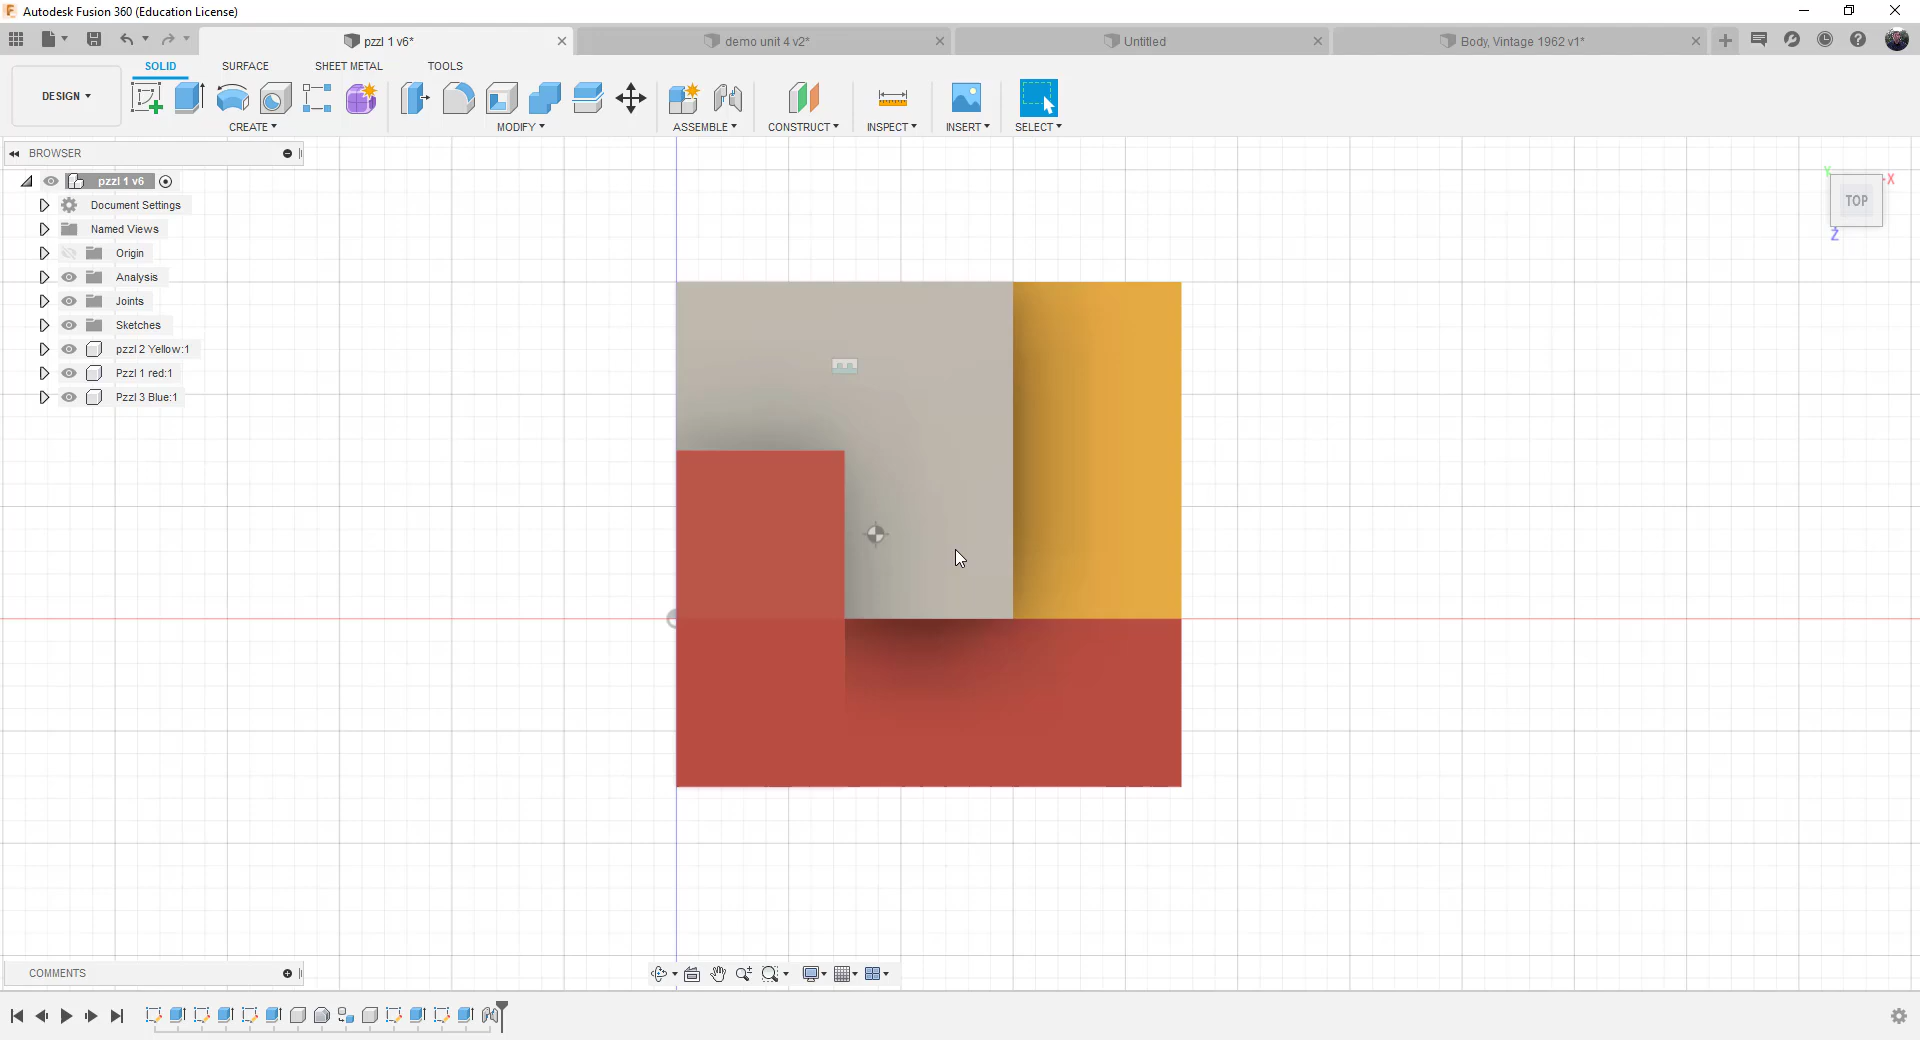 Autodesk Fusion 360 (Education License)
pzzl 1 v6*
demo unit 4 v2*
Untitled
Body, Vintage 1962 v1*
DESIGN
SOLID
SURFACE
SHEET METAL
TOOLS
CREATE
MODIFY
ASSEMBLE
CONSTRUCT
INSPECT
INSERT
SELECT
BROWSER
pzzl 1 v6
Document Settings
Named Views
Origin
Analysis
Joints
Sketches
pzzl 2 Yellow:1
Pzzl 1 red:1
Pzzl 3 Blue:1
Y
X
TOP
Z
COMMENTS